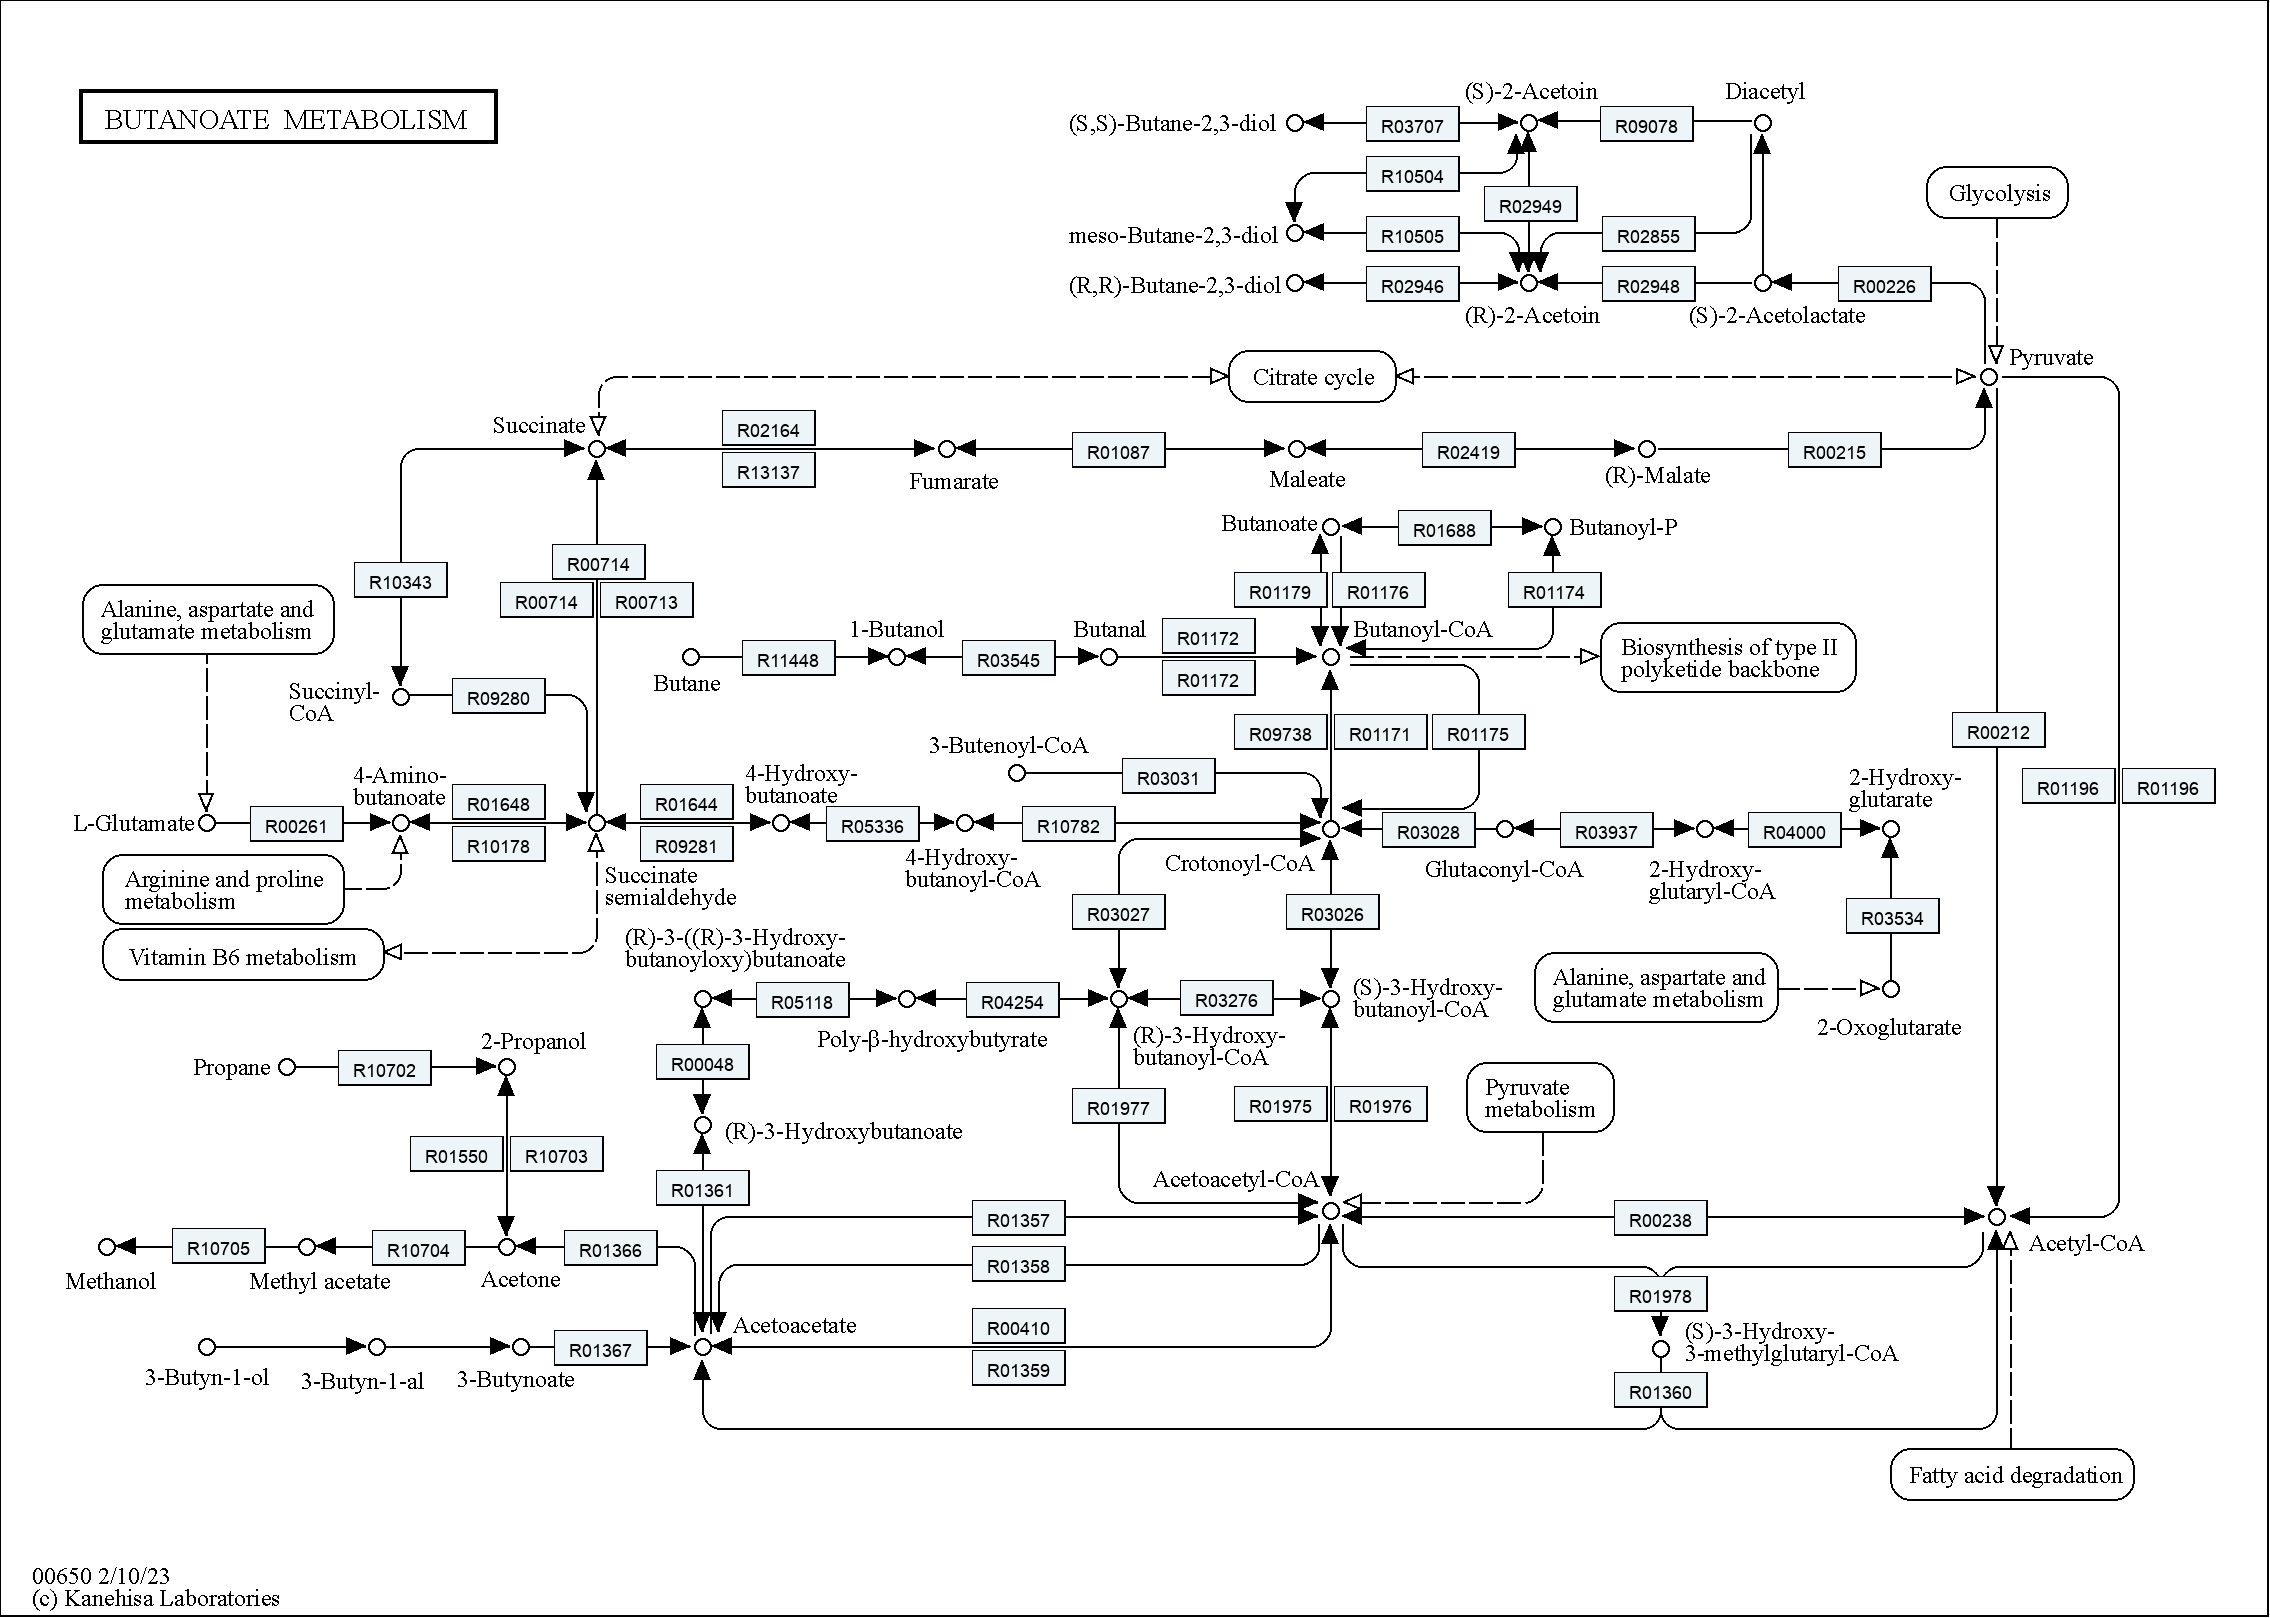 BUTANOATE METABOLISM
(S)-2-Acetoin
Diacetyl
(S,S)-Butane-2,3-diol
R03707
R09078
R10504
R02949
Glycolysis
meso-Butane-2,3-diol
R10505
R02855
(R,R)-Butane-2,3-diol
R02946
R02948
R00226
(R)-2-Acetoin
(S)-2-Acetolactate
Pyruvate
Citrate cycle
Succinate
R02164
R13137
Fumarate
R01087
Maleate
R02419
(R)-Malate
R00215
Butanoate
R01688
Butanoyl-P
R10343
R00714
R00714
R00713
R01179
R01176
R01174
Alanine, aspartate and
glutamate metabolism
Butane
R11448
1-Butanol
R03545
Butanal
R01172
R01172
Butanoyl-CoA
Biosynthesis of type II
polyketide backbone
Succinyl-
CoA
R09280
R09738
R01171
R01175
R00212
3-Butenoyl-CoA
R03031
R01196
R01196
L-Glutamate
R00261
4-Amino-
butanoate
R01648
R10178
R01644
R09281
4-Hydroxy-
butanoate
R05336
R10782
R03028
R03937
R04000
2-Hydroxy-
glutarate
Arginine and proline
metabolism
Succinate
semialdehyde
4-Hydroxy-
butanoyl-CoA
Crotonoyl-CoA
Glutaconyl-CoA
2-Hydroxy-
glutaryl-CoA
R03027
R03026
R03534
Vitamin B6 metabolism
(R)-3-((R)-3-Hydroxy-
butanoyloxy)butanoate
R05118
R04254
R03276
(S)-3-Hydroxy-
butanoyl-CoA
Alanine, aspartate and
glutamate metabolism
2-Oxoglutarate
Poly-β-hydroxybutyrate
(R)-3-Hydroxy-
butanoyl-CoA
Propane
R10702
2-Propanol
R00048
R01977
R01975
R01976
Pyruvate
metabolism
(R)-3-Hydroxybutanoate
R01550
R10703
R01361
Acetoacetyl-CoA
R01357
R00238
Methanol
R10705
Methyl acetate
R10704
Acetone
R01366
R01358
Acetyl-CoA
R01978
3-Butyn-1-ol
3-Butyn-1-al
3-Butynoate
R01367
Acetoacetate
R00410
R01359
(S)-3-Hydroxy-
3-methylglutaryl-CoA
R01360
Fatty acid degradation
00650 2/10/23
(c) Kanehisa Laboratories